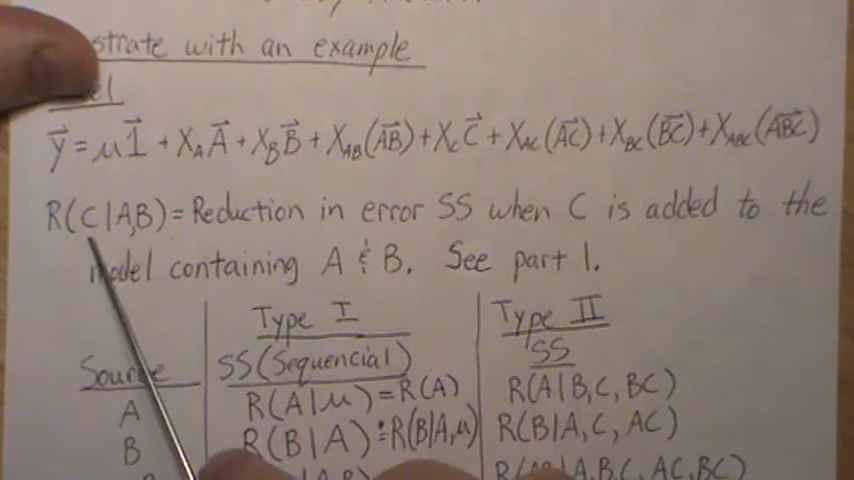 with an example
y⃗ = μ1⃗ + X_A A⃗ + X_B B⃗ + X_AB (AB⃗) + X_C C⃗ + X_AC (AC⃗) + X_BC (BC⃗) + X_ABC (ABC⃗)
R(C|A,B) = Reduction in error SS when C is added to the
model containing A & B. See part 1.
Type I Type II
Source SS (Sequencial) SS
A R(A|μ) = R(A) R(A|B,C,BC)
B R(B|A) = R(B|A,μ) R(B|A,C,AC)
A,B,C,AC,BC)